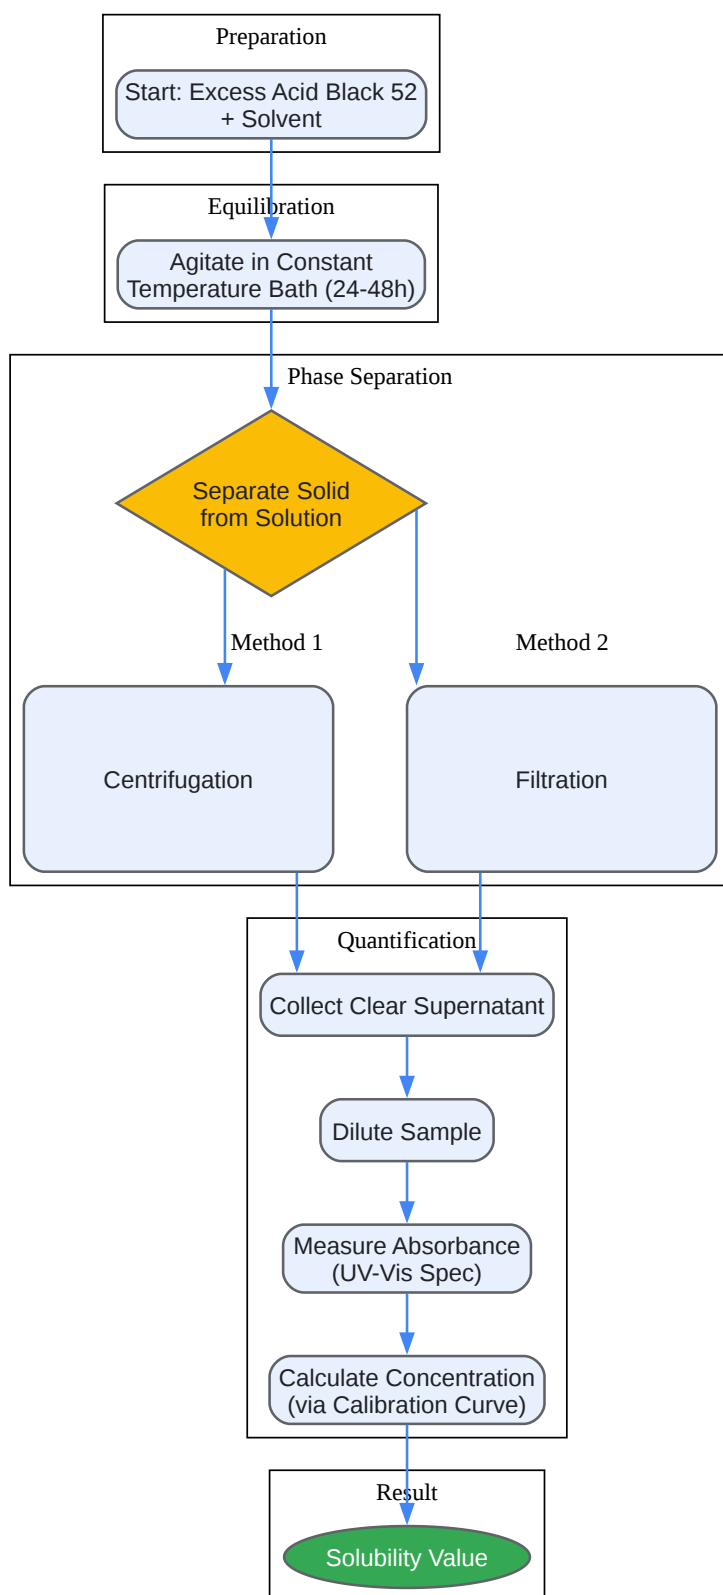 Preparation
Start: Excess Acid Black 52
+ Solvent
Equilibration
Agitate in Constant
Temperature Bath (24-48h)
Phase Separation
Separate Solid
from Solution
Method 1
Method 2
Centrifugation
Filtration
Quantification
Collect Clear Supernatant
Dilute Sample
Measure Absorbance
(UV-Vis Spec)
Calculate Concentration
(via Calibration Curve)
Result
Solubility Value